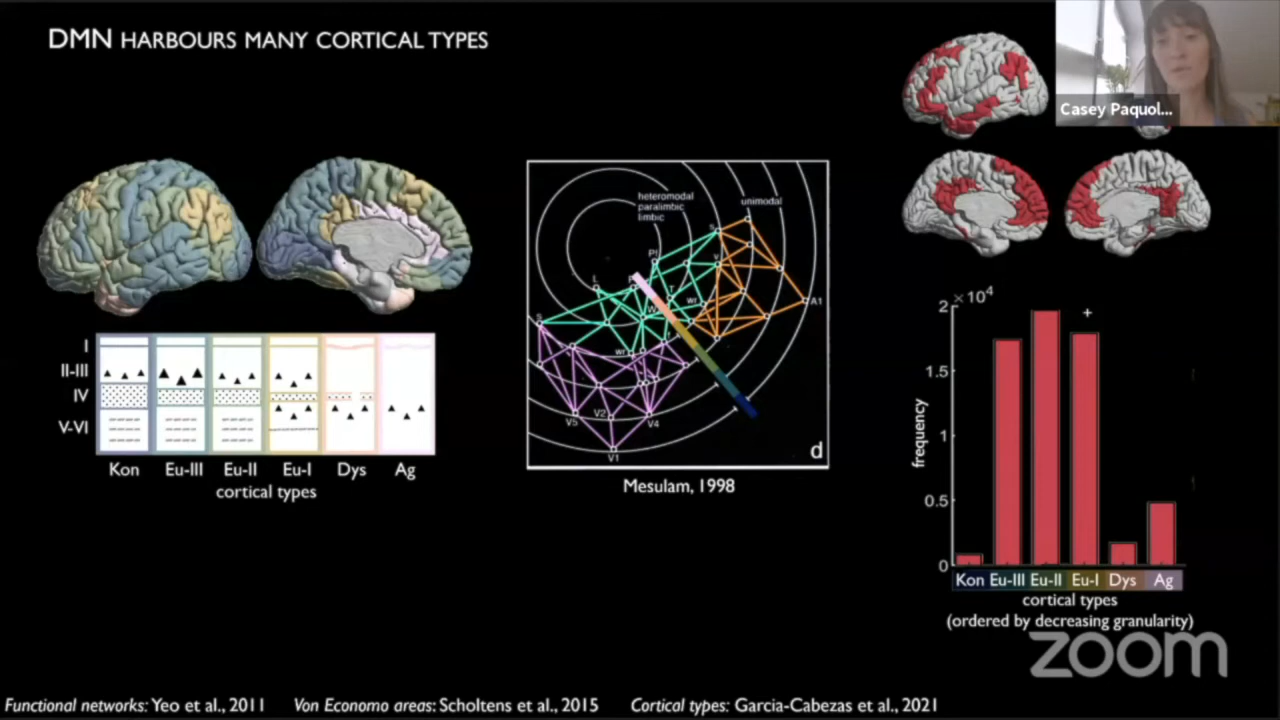 DMN HARBOURS MANY CORTICAL TYPES
Casey Paquol...
I
II-III
IV
V-VI
Kon Eu-III Eu-II Eu-I Dys Ag
cortical types
heteromodal
paralimbic
limbic
unimodal
A1
V5
V2
V4
V1
d
Mesulam, 1998
2 ×10⁴
1.5
1
0.5
0
frequency
+
Kon Eu-III Eu-II Eu-I Dys Ag
cortical types
(ordered by decreasing granularity)
zoom
Functional networks: Yeo et al., 2011 Von Economo areas: Scholtens et al., 2015 Cortical types: Garcia-Cabezas et al., 2021